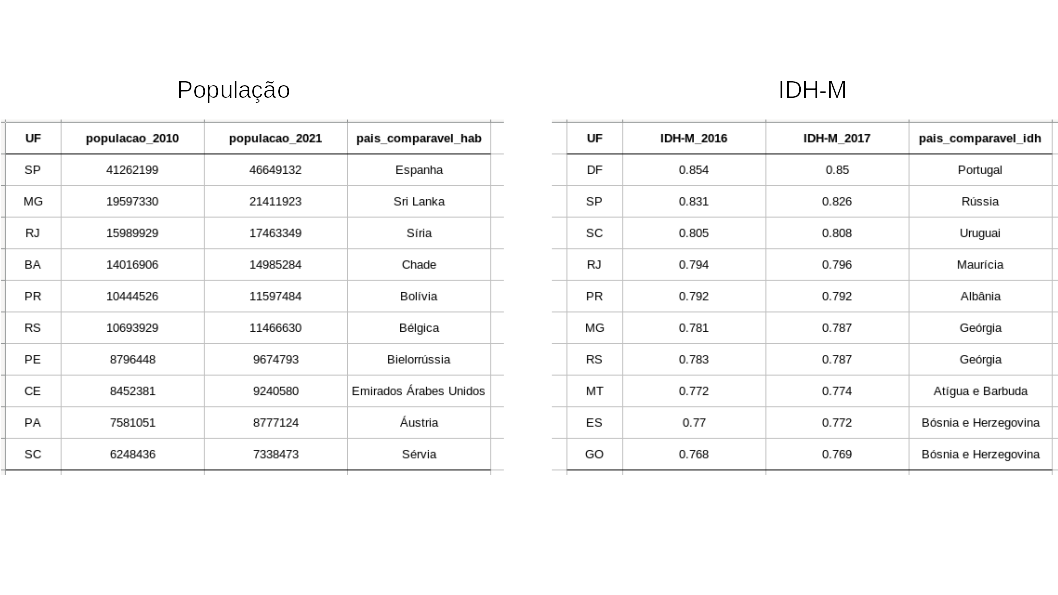 População
UF populacao_2010 populacao_2021 pais_comparavel_hab
SP 41262199 46649132 Espanha
MG 19597330 21411923 Sri Lanka
RJ 15989929 17463349 Síria
BA 14016906 14985284 Chade
PR 10444526 11597484 Bolívia
RS 10693929 11466630 Bélgica
PE 8796448 9674793 Bielorrússia
CE 8452381 9240580 Emirados Árabes Unidos
PA 7581051 8777124 Áustria
SC 6248436 7338473 Sérvia
IDH-M
UF IDH-M_2016 IDH-M_2017 pais_comparavel_idh
DF 0.854 0.85 Portugal
SP 0.831 0.826 Rússia
SC 0.805 0.808 Uruguai
RJ 0.794 0.796 Maurícia
PR 0.792 0.792 Albânia
MG 0.781 0.787 Geórgia
RS 0.783 0.787 Geórgia
MT 0.772 0.774 Atígua e Barbuda
ES 0.77 0.772 Bósnia e Herzegovina
GO 0.768 0.769 Bósnia e Herzegovina